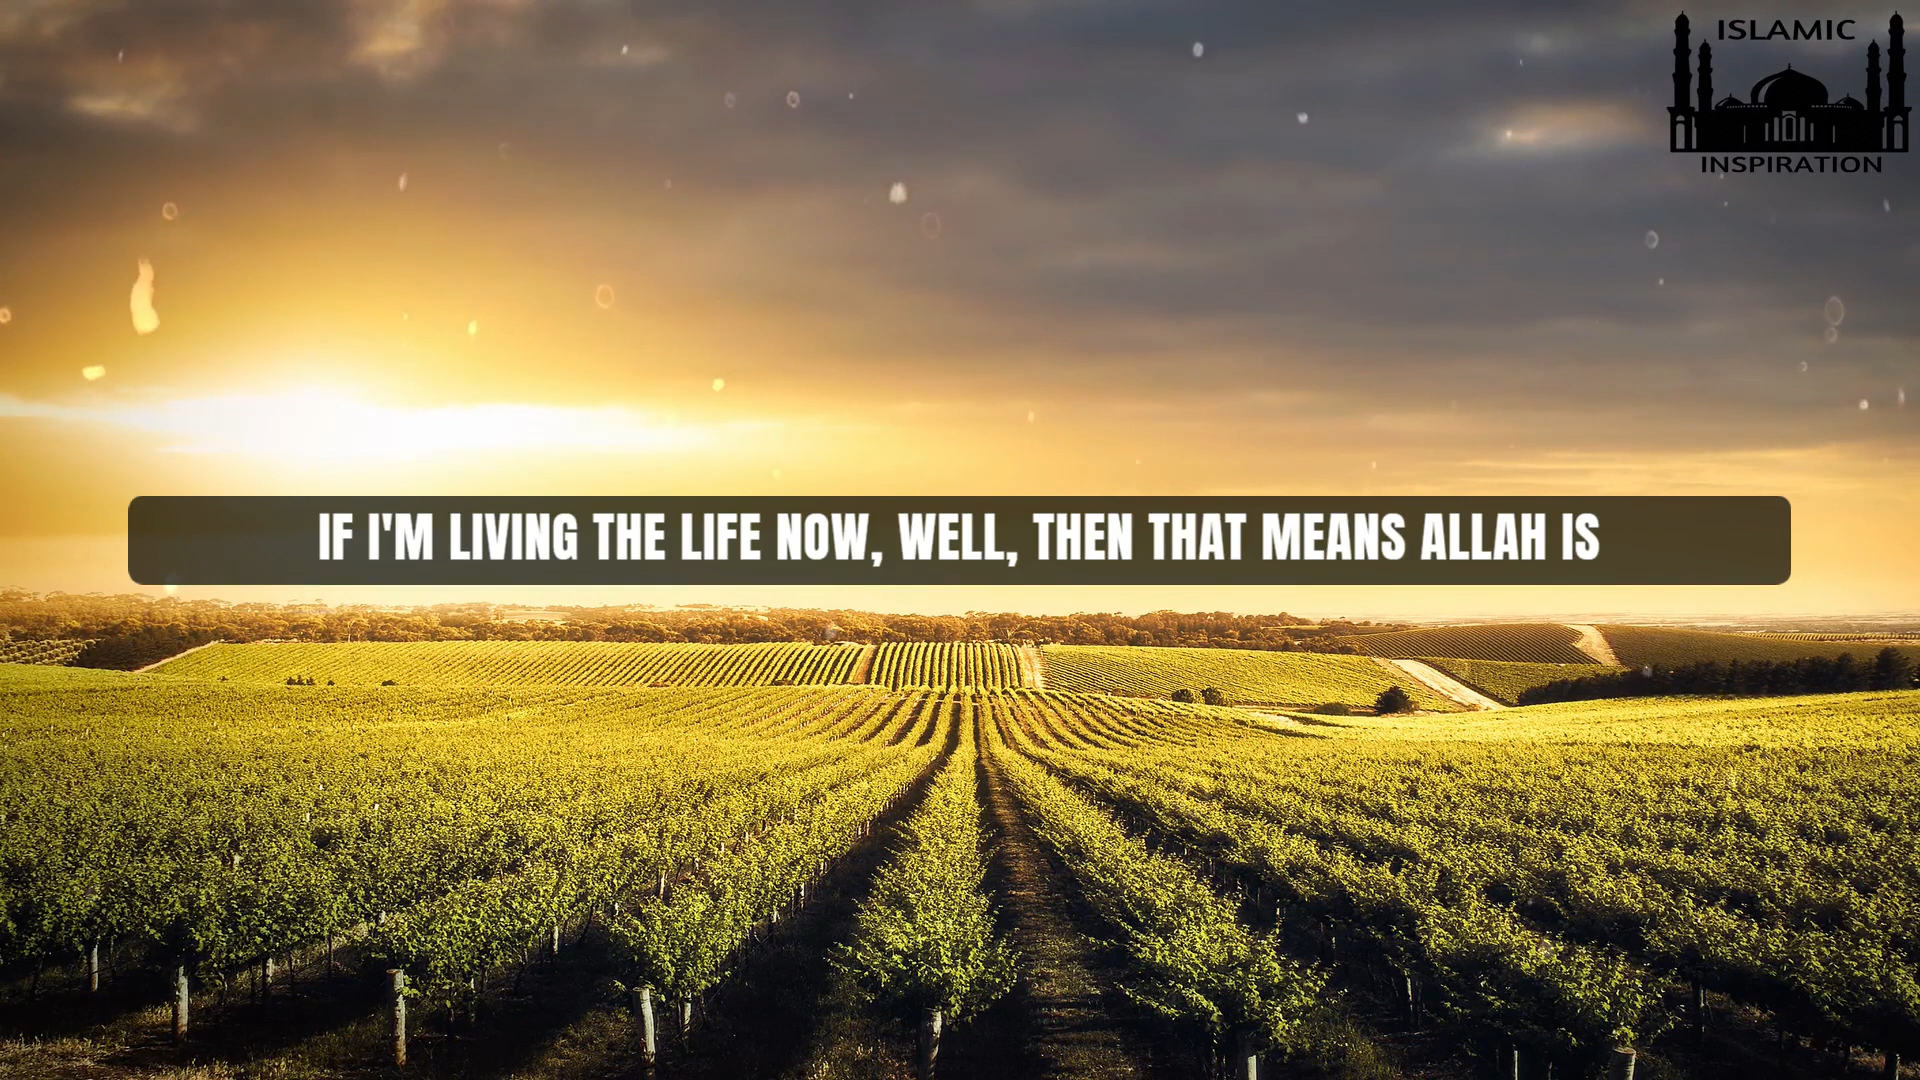 ISLAMIC
INSPIRATION
IF I'M LIVING THE LIFE NOW, WELL, THEN THAT MEANS ALLAH IS